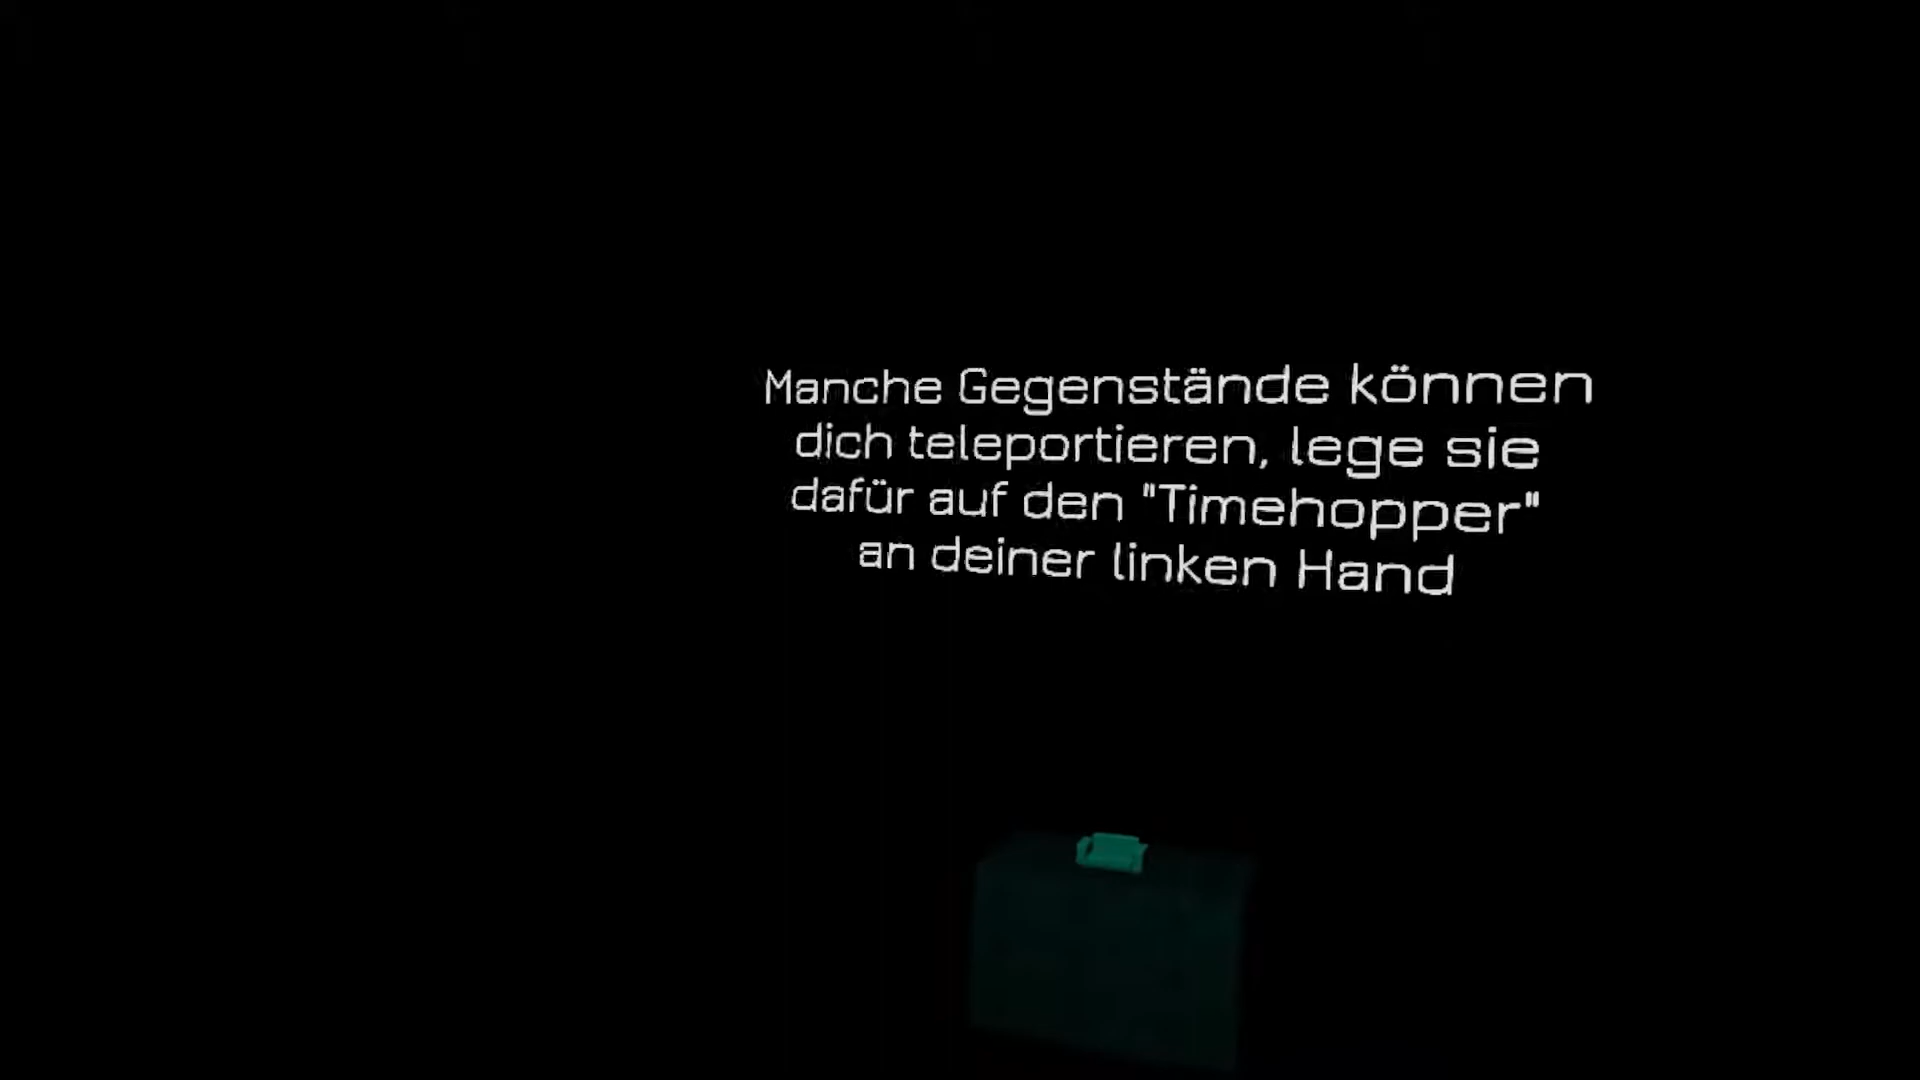 Manche Gegenstände können
dich teleportieren, lege sie
dafür auf den "Timehopper"
an deiner linken Hand